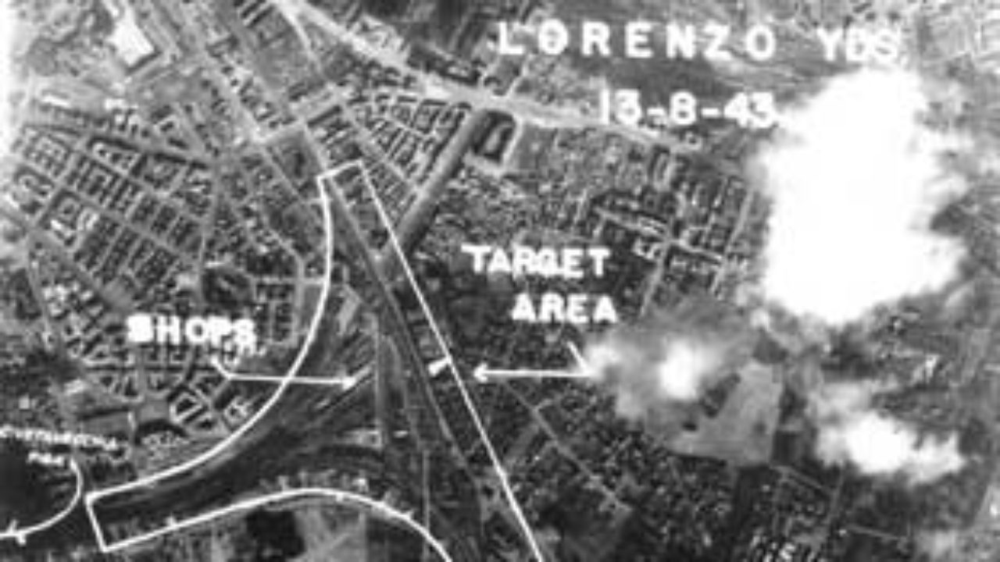 LORENZO YDS.
13-8-43
TARGET
AREA
SHOPS